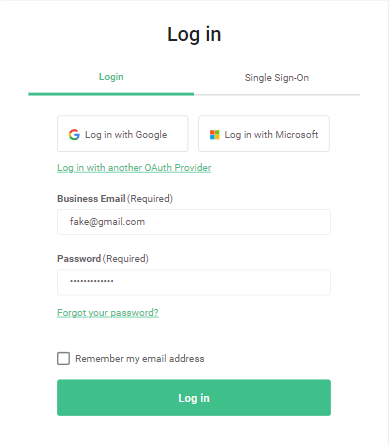 Log in
Login
Single Sign-On
Log in with Google
Log in with Microsoft
Log in with another OAuth Provider
Business Email (Required)
fake@gmail.com
Password (Required)
•••••••••••••
Forgot your password?
Remember my email address
Log in